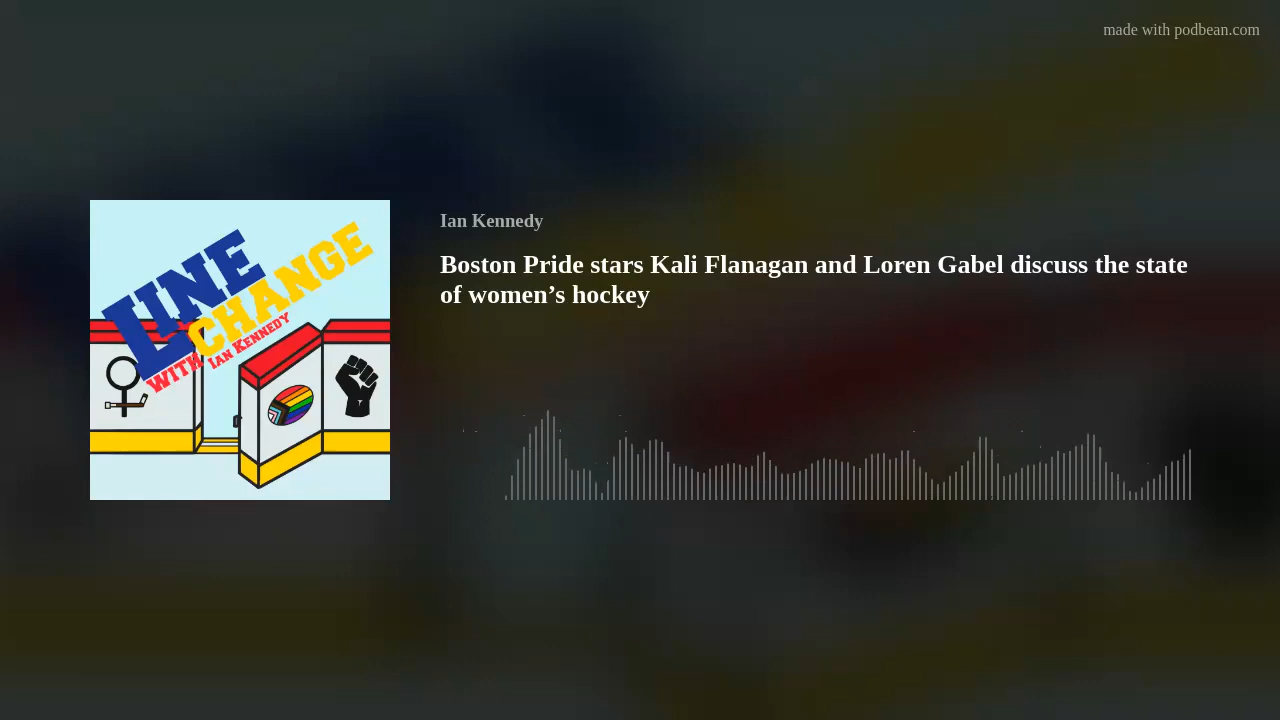 made with podbean.com
LINE
CHANGE
WITH Ian Kennedy
Ian Kennedy
Boston Pride stars Kali Flanagan and Loren Gabel discuss the state
of women’s hockey